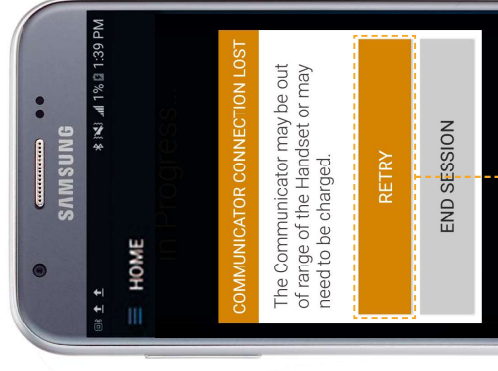 SAMSUNG
1% 1:39 PM
HOME
in Progress...
COMMUNICATOR CONNECTION LOST
The Communicator may be out
of range of the Handset or may
need to be charged.
RETRY
END SESSION